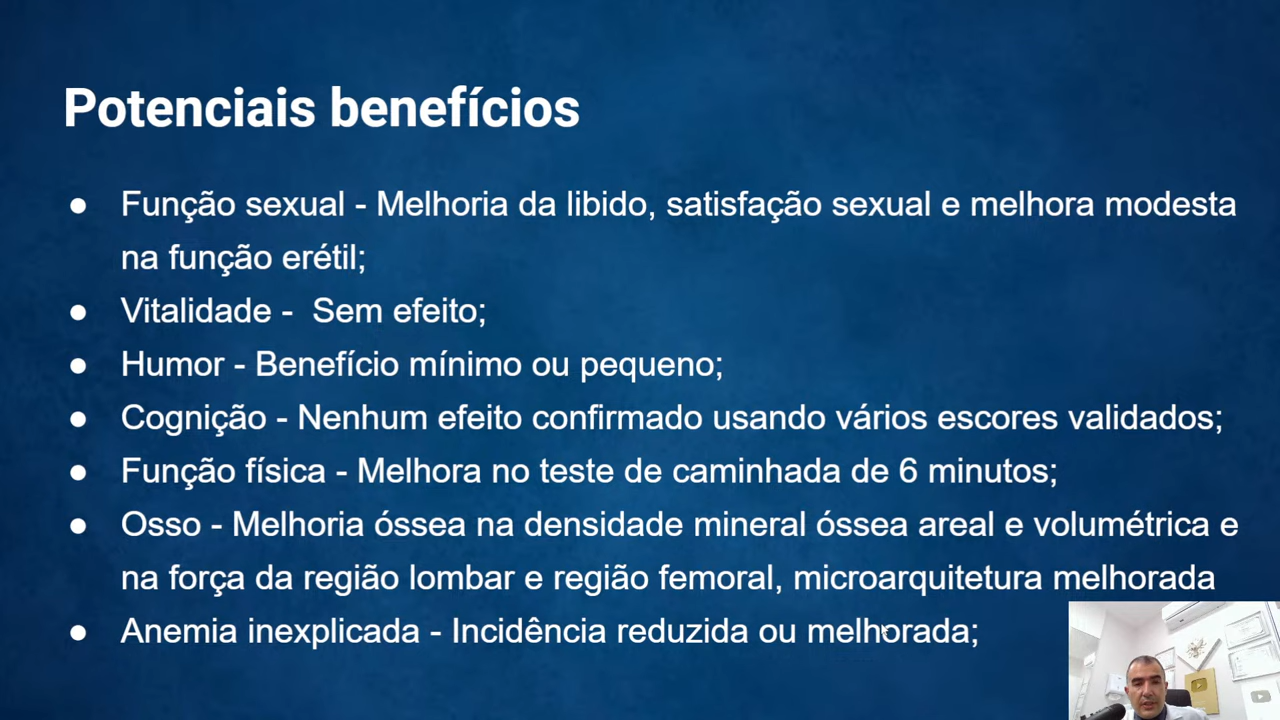 Potenciais benefícios
● Função sexual - Melhoria da libido, satisfação sexual e melhora modesta
na função erétil;
● Vitalidade - Sem efeito;
● Humor - Benefício mínimo ou pequeno;
● Cognição - Nenhum efeito confirmado usando vários escores validados;
● Função física - Melhora no teste de caminhada de 6 minutos;
● Osso - Melhoria óssea na densidade mineral óssea areal e volumétrica e
na força da região lombar e região femoral, microarquitetura melhorada
● Anemia inexplicada - Incidência reduzida ou melhorada;